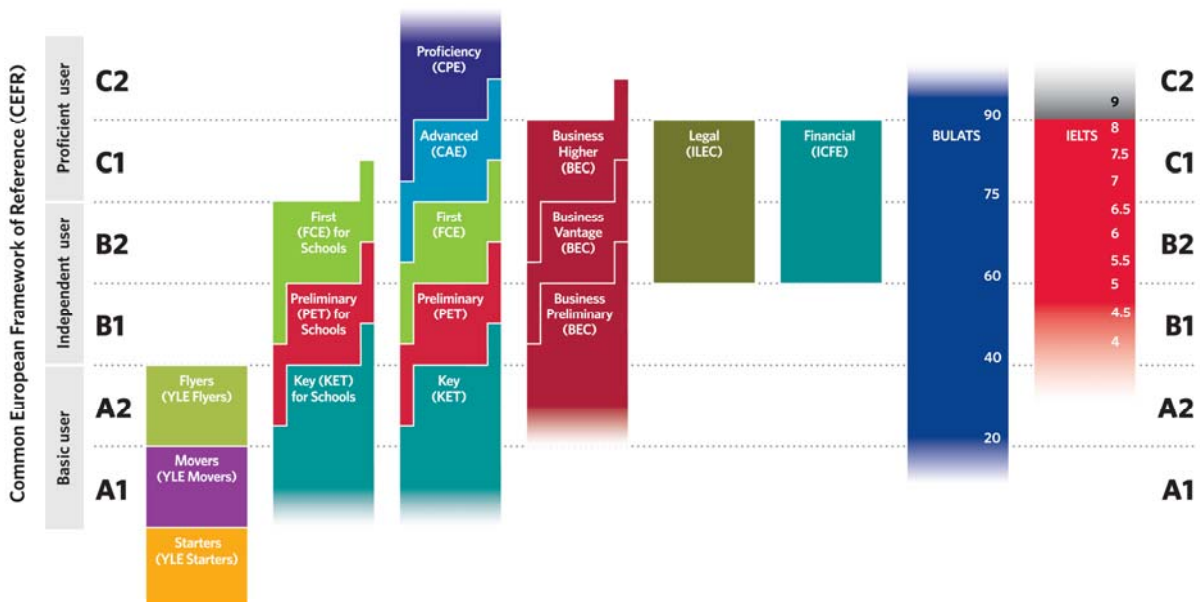 Common European Framework of Reference (CEFR)
Proficient user
Independent user
Basic user
C2
C1
B2
B1
A2
A1
Flyers
(YLE Flyers)
Movers
(YLE Movers)
Starters
(YLE Starters)
First
(FCE) for
Schools
Preliminary
(PET) for
Schools
Key (KET)
for Schools
Proficiency
(CPE)
Advanced
(CAE)
First
(FCE)
Preliminary
(PET)
Key
(KET)
Business
Higher
(BEC)
Business
Vantage
(BEC)
Business
Preliminary
(BEC)
Legal
(ILEC)
Financial
(ICFE)
BULATS
90
75
60
40
20
IELTS
9
8
7.5
7
6.5
6
5.5
5
4.5
4
C2
C1
B2
B1
A2
A1